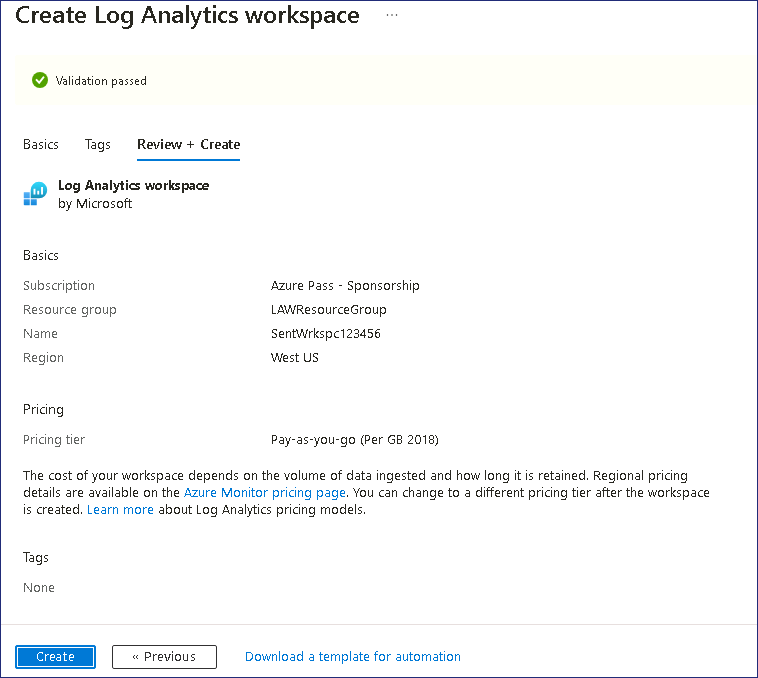 Create Log Analytics workspace ...
Validation passed
Basics Tags Review + Create
Log Analytics workspace
by Microsoft
Basics
Subscription Azure Pass - Sponsorship
Resource group LAWResourceGroup
Name SentWrkspc123456
Region West US
Pricing
Pricing tier Pay-as-you-go (Per GB 2018)
The cost of your workspace depends on the volume of data ingested and how long it is retained. Regional pricing
details are available on the Azure Monitor pricing page. You can change to a different pricing tier after the workspace
is created. Learn more about Log Analytics pricing models.
Tags
None
Create « Previous Download a template for automation